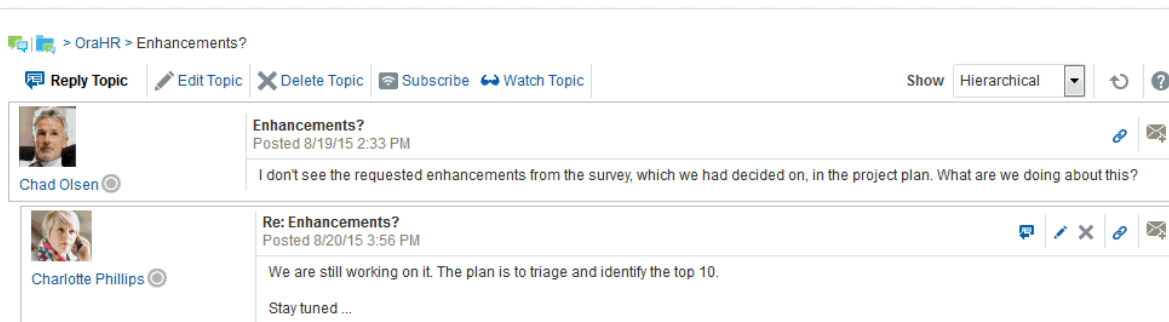 > OraHR > Enhancements?
Reply Topic Edit Topic Delete Topic Subscribe Watch Topic Show Hierarchical
Enhancements?
Posted 8/19/15 2:33 PM
Chad Olsen
I don't see the requested enhancements from the survey, which we had decided on, in the project plan. What are we doing about this?
Re: Enhancements?
Posted 8/20/15 3:56 PM
Charlotte Phillips
We are still working on it. The plan is to triage and identify the top 10.
Stay tuned ...